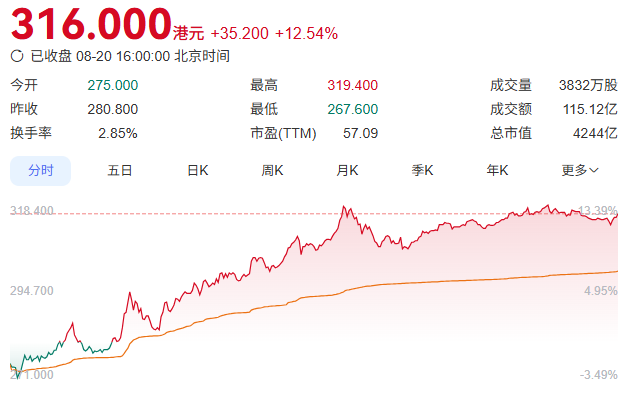 316.000港元 +35.200 +12.54%
已收盘 08-20 16:00:00 北京时间
今开 275.000 最高 319.400 成交量 3832万股
昨收 280.800 最低 267.600 成交额 115.12亿
换手率 2.85% 市盈(TTM) 57.09 总市值 4244亿
分时 五日 日K 周K 月K 季K 年K 更多
318.400 13.39%
294.700 4.95%
271.000 -3.49%